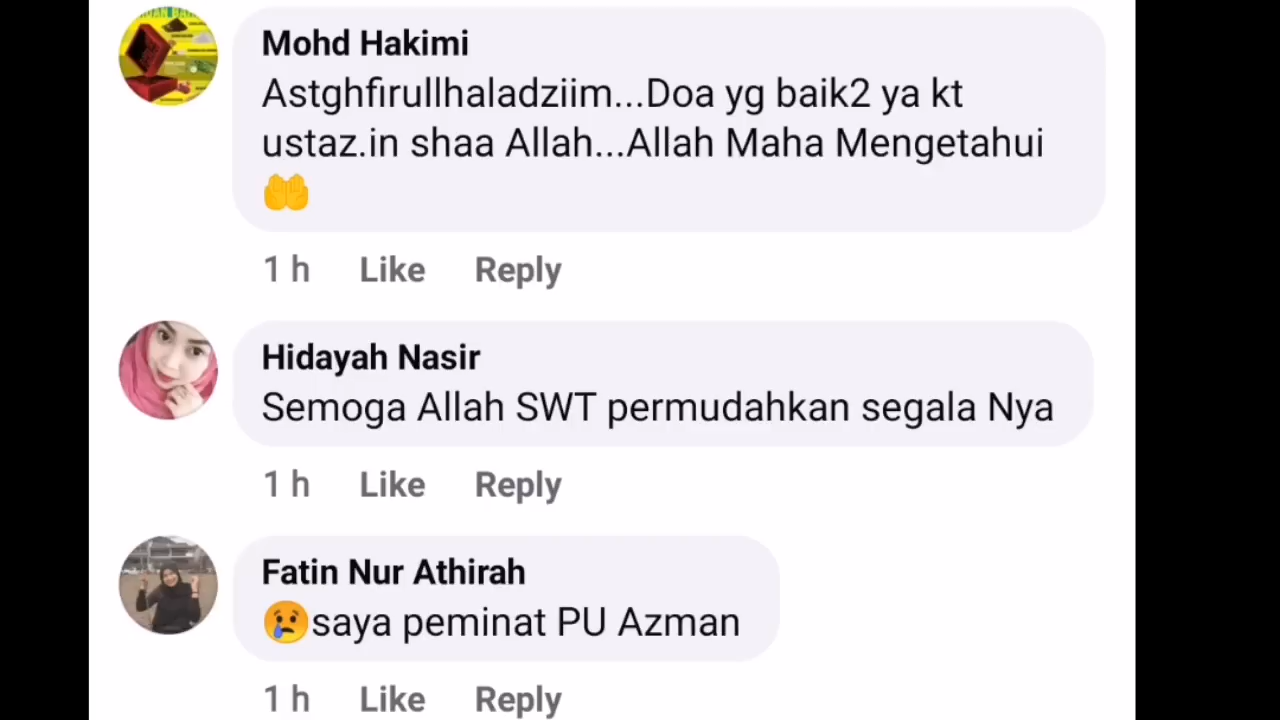 Mohd Hakimi
Astghfirullhaladziim...Doa yg baik2 ya kt
ustaz.in shaa Allah...Allah Maha Mengetahui
🤲
1 h Like Reply
Hidayah Nasir
Semoga Allah SWT permudahkan segala Nya
1 h Like Reply
Fatin Nur Athirah
😢saya peminat PU Azman
1 h Like Reply